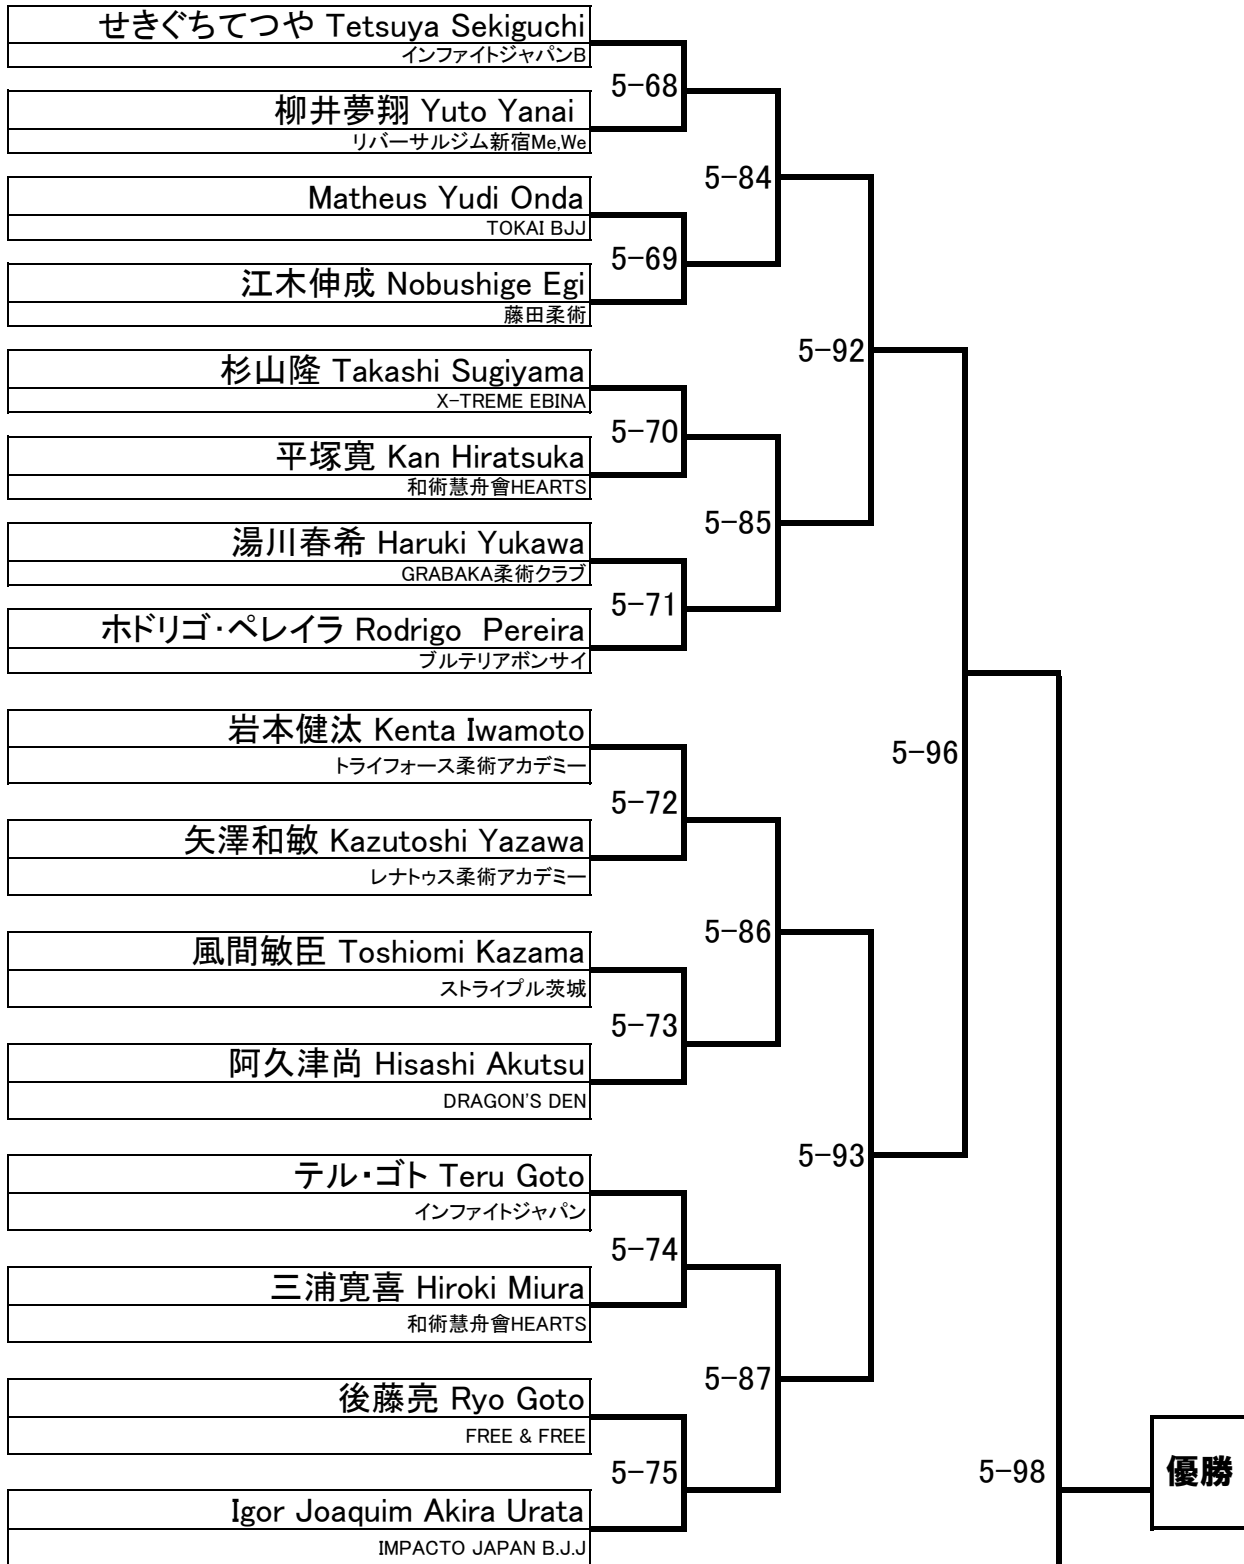 せきぐちてつや Tetsuya Sekiguchi
インファイトジャパンB
5-68
柳井夢翔 Yuto Yanai
リバーサルジム新宿Me,We
5-84
Matheus Yudi Onda
TOKAI BJJ
5-69
江木伸成 Nobushige Egi
藤田柔術
5-92
杉山隆 Takashi Sugiyama
X-TREME EBINA
5-70
平塚寛 Kan Hiratsuka
和術慧舟會HEARTS
5-85
湯川春希 Haruki Yukawa
GRABAKA柔術クラブ
5-71
ホドリゴ・ペレイラ Rodrigo Pereira
ブルテリアボンサイ
岩本健汰 Kenta Iwamoto
トライフォース柔術アカデミー
5-96
5-72
矢澤和敏 Kazutoshi Yazawa
レナトゥス柔術アカデミー
5-86
風間敏臣 Toshiomi Kazama
ストライプル茨城
5-73
阿久津尚 Hisashi Akutsu
DRAGON'S DEN
5-93
テル・ゴト Teru Goto
インファイトジャパン
5-74
三浦寛喜 Hiroki Miura
和術慧舟會HEARTS
5-87
後藤亮 Ryo Goto
FREE & FREE
5-75
5-98
優勝
Igor Joaquim Akira Urata
IMPACTO JAPAN B.J.J